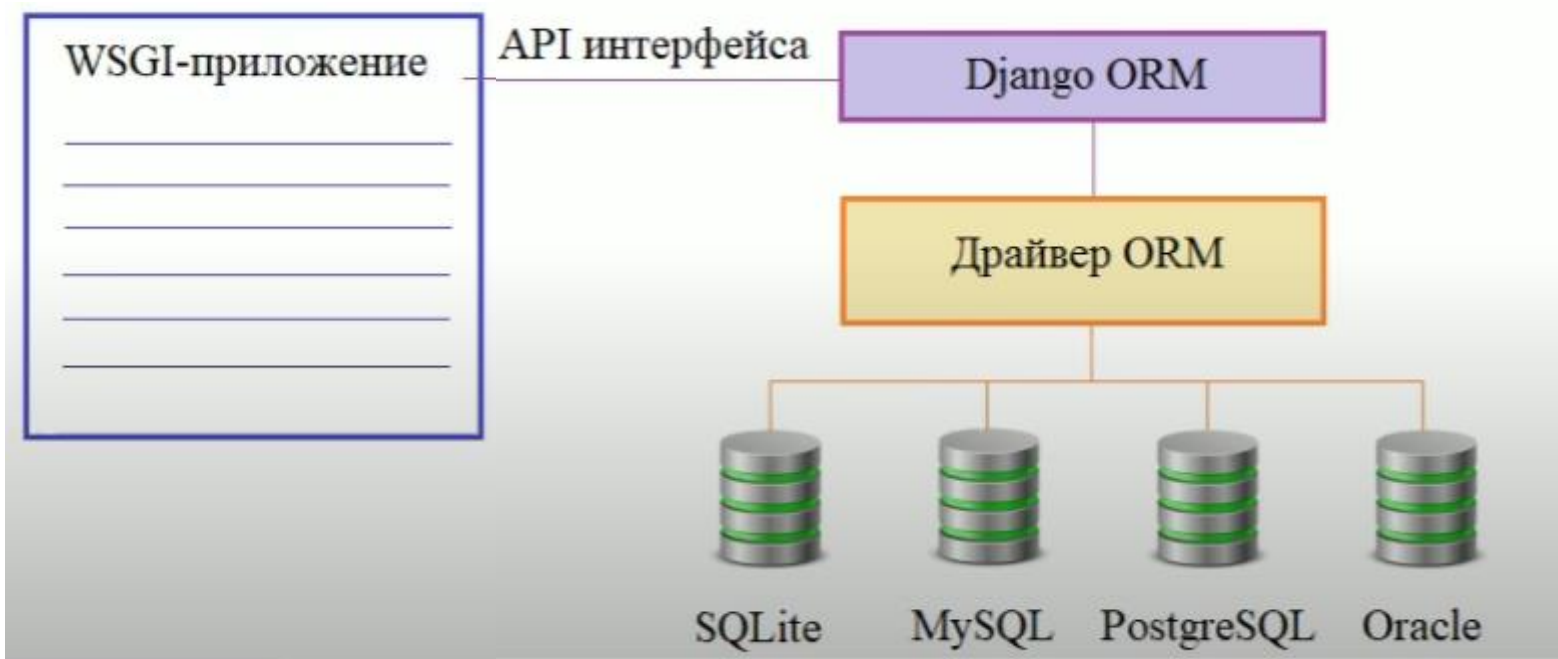 WSGI-приложение
API интерфейса
Django ORM
Драйвер ORM
SQLite
MySQL
PostgreSQL
Oracle